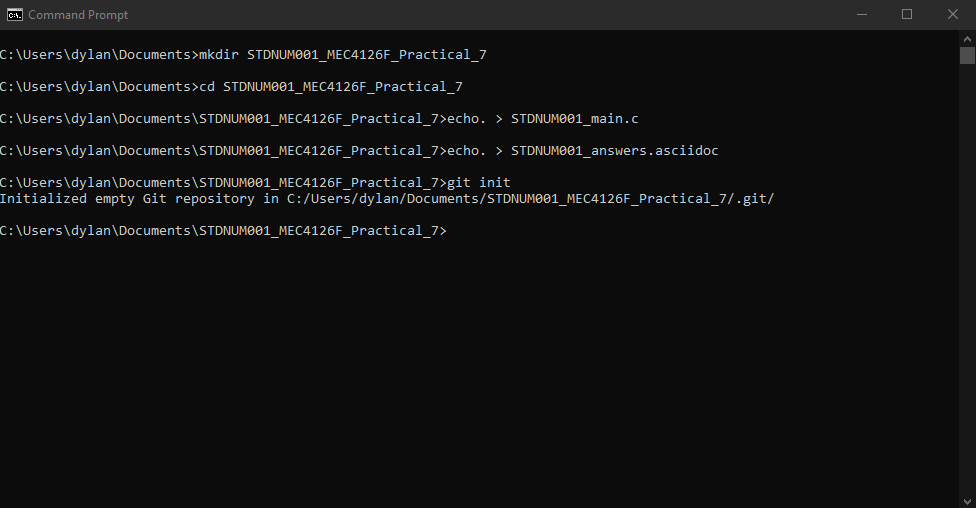 Command Prompt
C:\Users\dylan\Documents>mkdir STDNUM001_MEC4126F_Practical_7
C:\Users\dylan\Documents>cd STDNUM001_MEC4126F_Practical_7
C:\Users\dylan\Documents\STDNUM001_MEC4126F_Practical_7>echo. > STDNUM001_main.c
C:\Users\dylan\Documents\STDNUM001_MEC4126F_Practical_7>echo. > STDNUM001_answers.asciidoc
C:\Users\dylan\Documents\STDNUM001_MEC4126F_Practical_7>git init
Initialized empty Git repository in C:/Users/dylan/Documents/STDNUM001_MEC4126F_Practical_7/.git/
C:\Users\dylan\Documents\STDNUM001_MEC4126F_Practical_7>